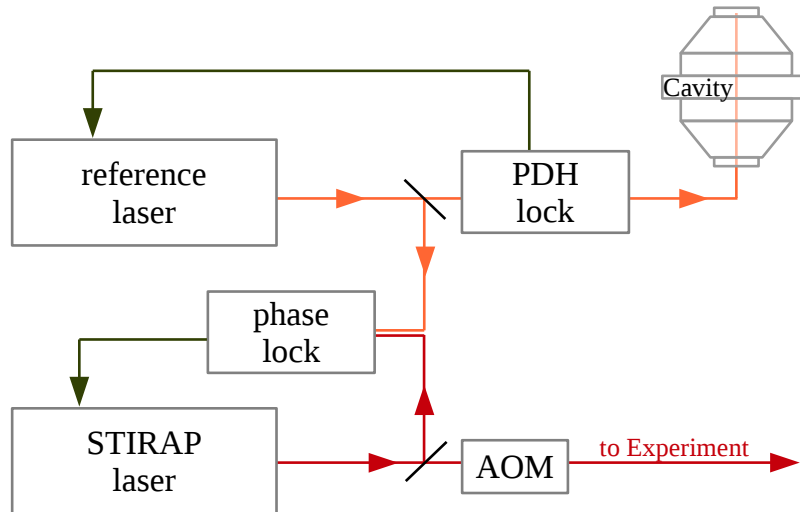 Cavity
reference
laser
PDH
lock
phase
lock
STIRAP
laser
AOM
to Experiment